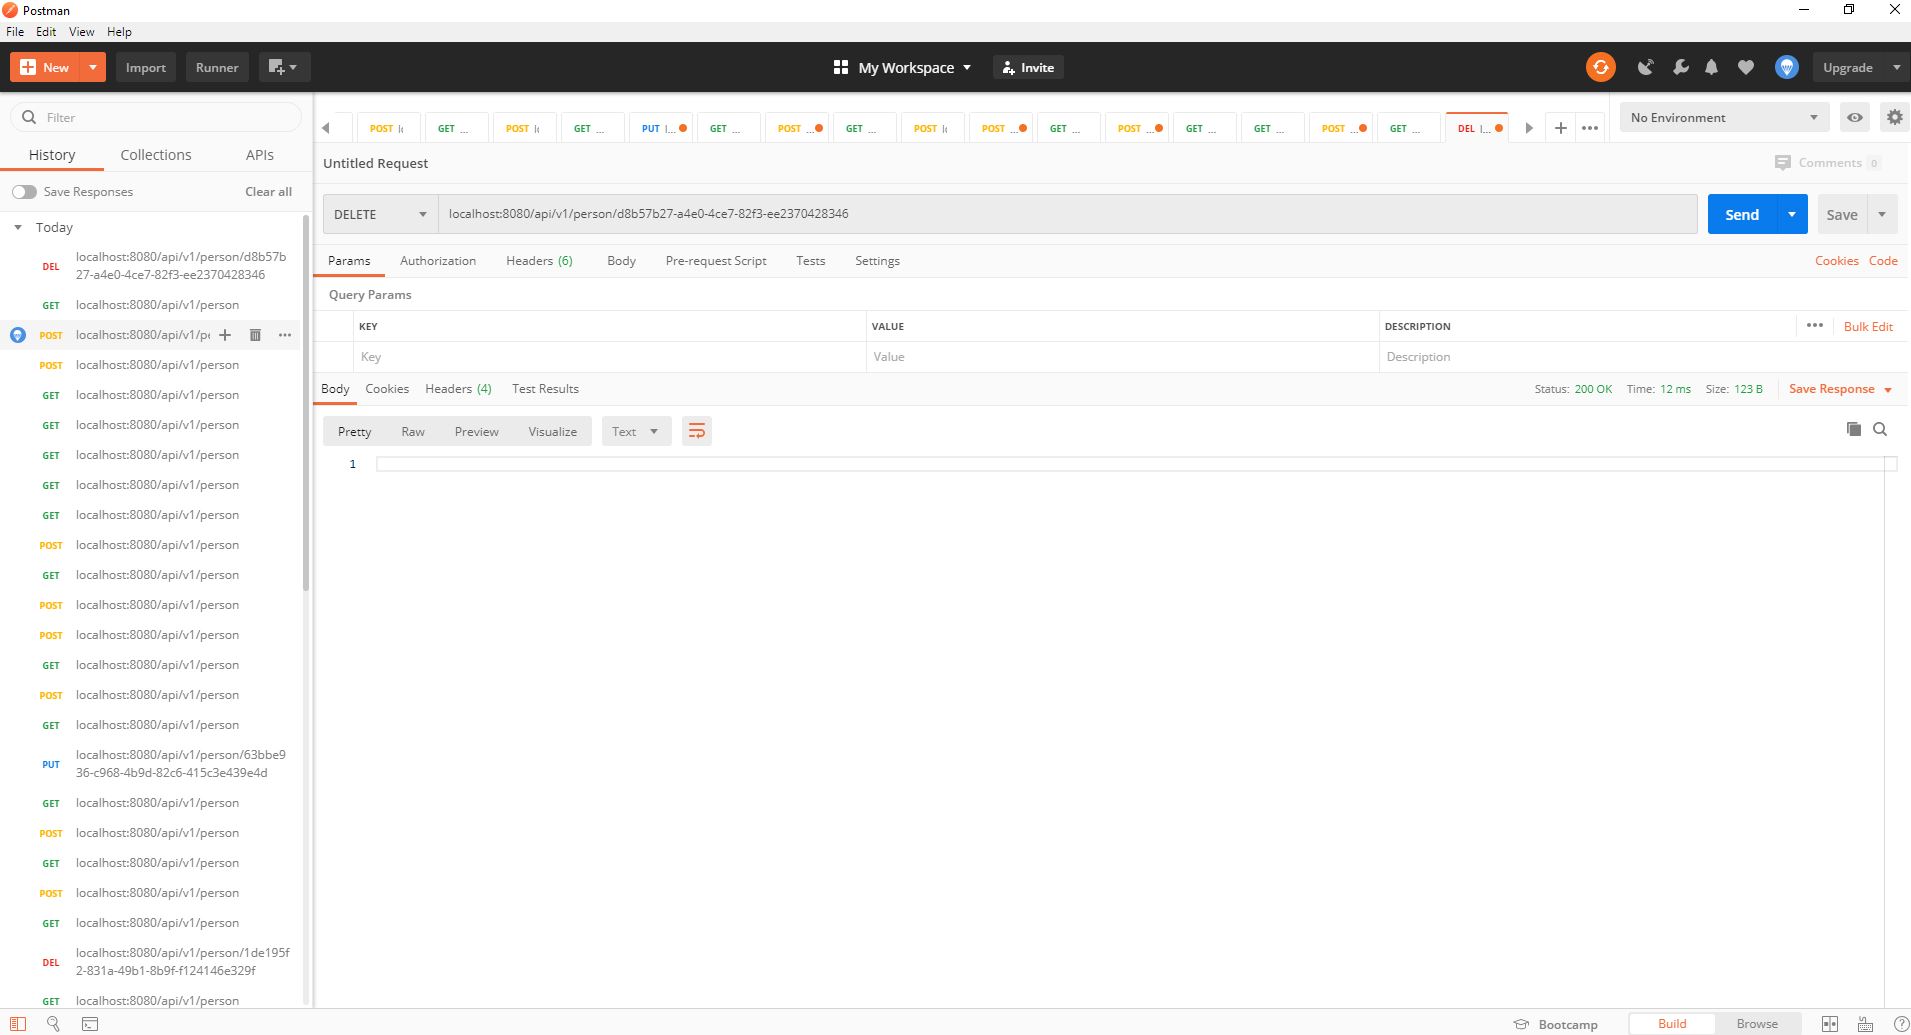 Postman
File Edit View Help
New Import Runner My Workspace Invite Upgrade
Filter
History Collections APIs
Save Responses Clear all
Today
DEL localhost:8080/api/v1/person/d8b57b
27-a4e0-4ce7-82f3-ee2370428346
GET localhost:8080/api/v1/person
POST localhost:8080/api/v1/pe
POST localhost:8080/api/v1/person
GET localhost:8080/api/v1/person
GET localhost:8080/api/v1/person
GET localhost:8080/api/v1/person
GET localhost:8080/api/v1/person
GET localhost:8080/api/v1/person
POST localhost:8080/api/v1/person
GET localhost:8080/api/v1/person
POST localhost:8080/api/v1/person
POST localhost:8080/api/v1/person
GET localhost:8080/api/v1/person
POST localhost:8080/api/v1/person
GET localhost:8080/api/v1/person
PUT localhost:8080/api/v1/person/63bbe9
36-c968-4b9d-82c6-415c3e439e4d
GET localhost:8080/api/v1/person
POST localhost:8080/api/v1/person
GET localhost:8080/api/v1/person
POST localhost:8080/api/v1/person
GET localhost:8080/api/v1/person
DEL localhost:8080/api/v1/person/1de195f
2-831a-49b1-8b9f-f124146e329f
GET localhost:8080/api/v1/person
POST GET ... POST GET ... PUT l... GET ... POST ... GET ... POST POST ... GET ... POST ... GET ... GET ... POST ... GET ... DEL l... No Environment
Untitled Request Comments 0
DELETE localhost:8080/api/v1/person/d8b57b27-a4e0-4ce7-82f3-ee2370428346 Send Save
Params Authorization Headers (6) Body Pre-request Script Tests Settings Cookies Code
Query Params
KEY VALUE DESCRIPTION Bulk Edit
Key Value Description
Body Cookies Headers (4) Test Results Status: 200 OK Time: 12 ms Size: 123 B Save Response
Pretty Raw Preview Visualize Text
1
Bootcamp Build Browse